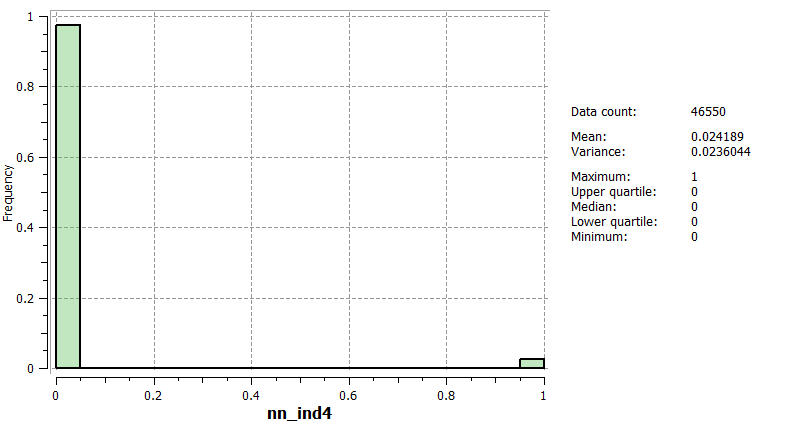 1
0.8
0.6
0.4
0.2
0
Frequency
0 0.2 0.4 0.6 0.8 1
nn_ind4
Data count: 46550
Mean: 0.024189
Variance: 0.0236044
Maximum: 1
Upper quartile: 0
Median: 0
Lower quartile: 0
Minimum: 0